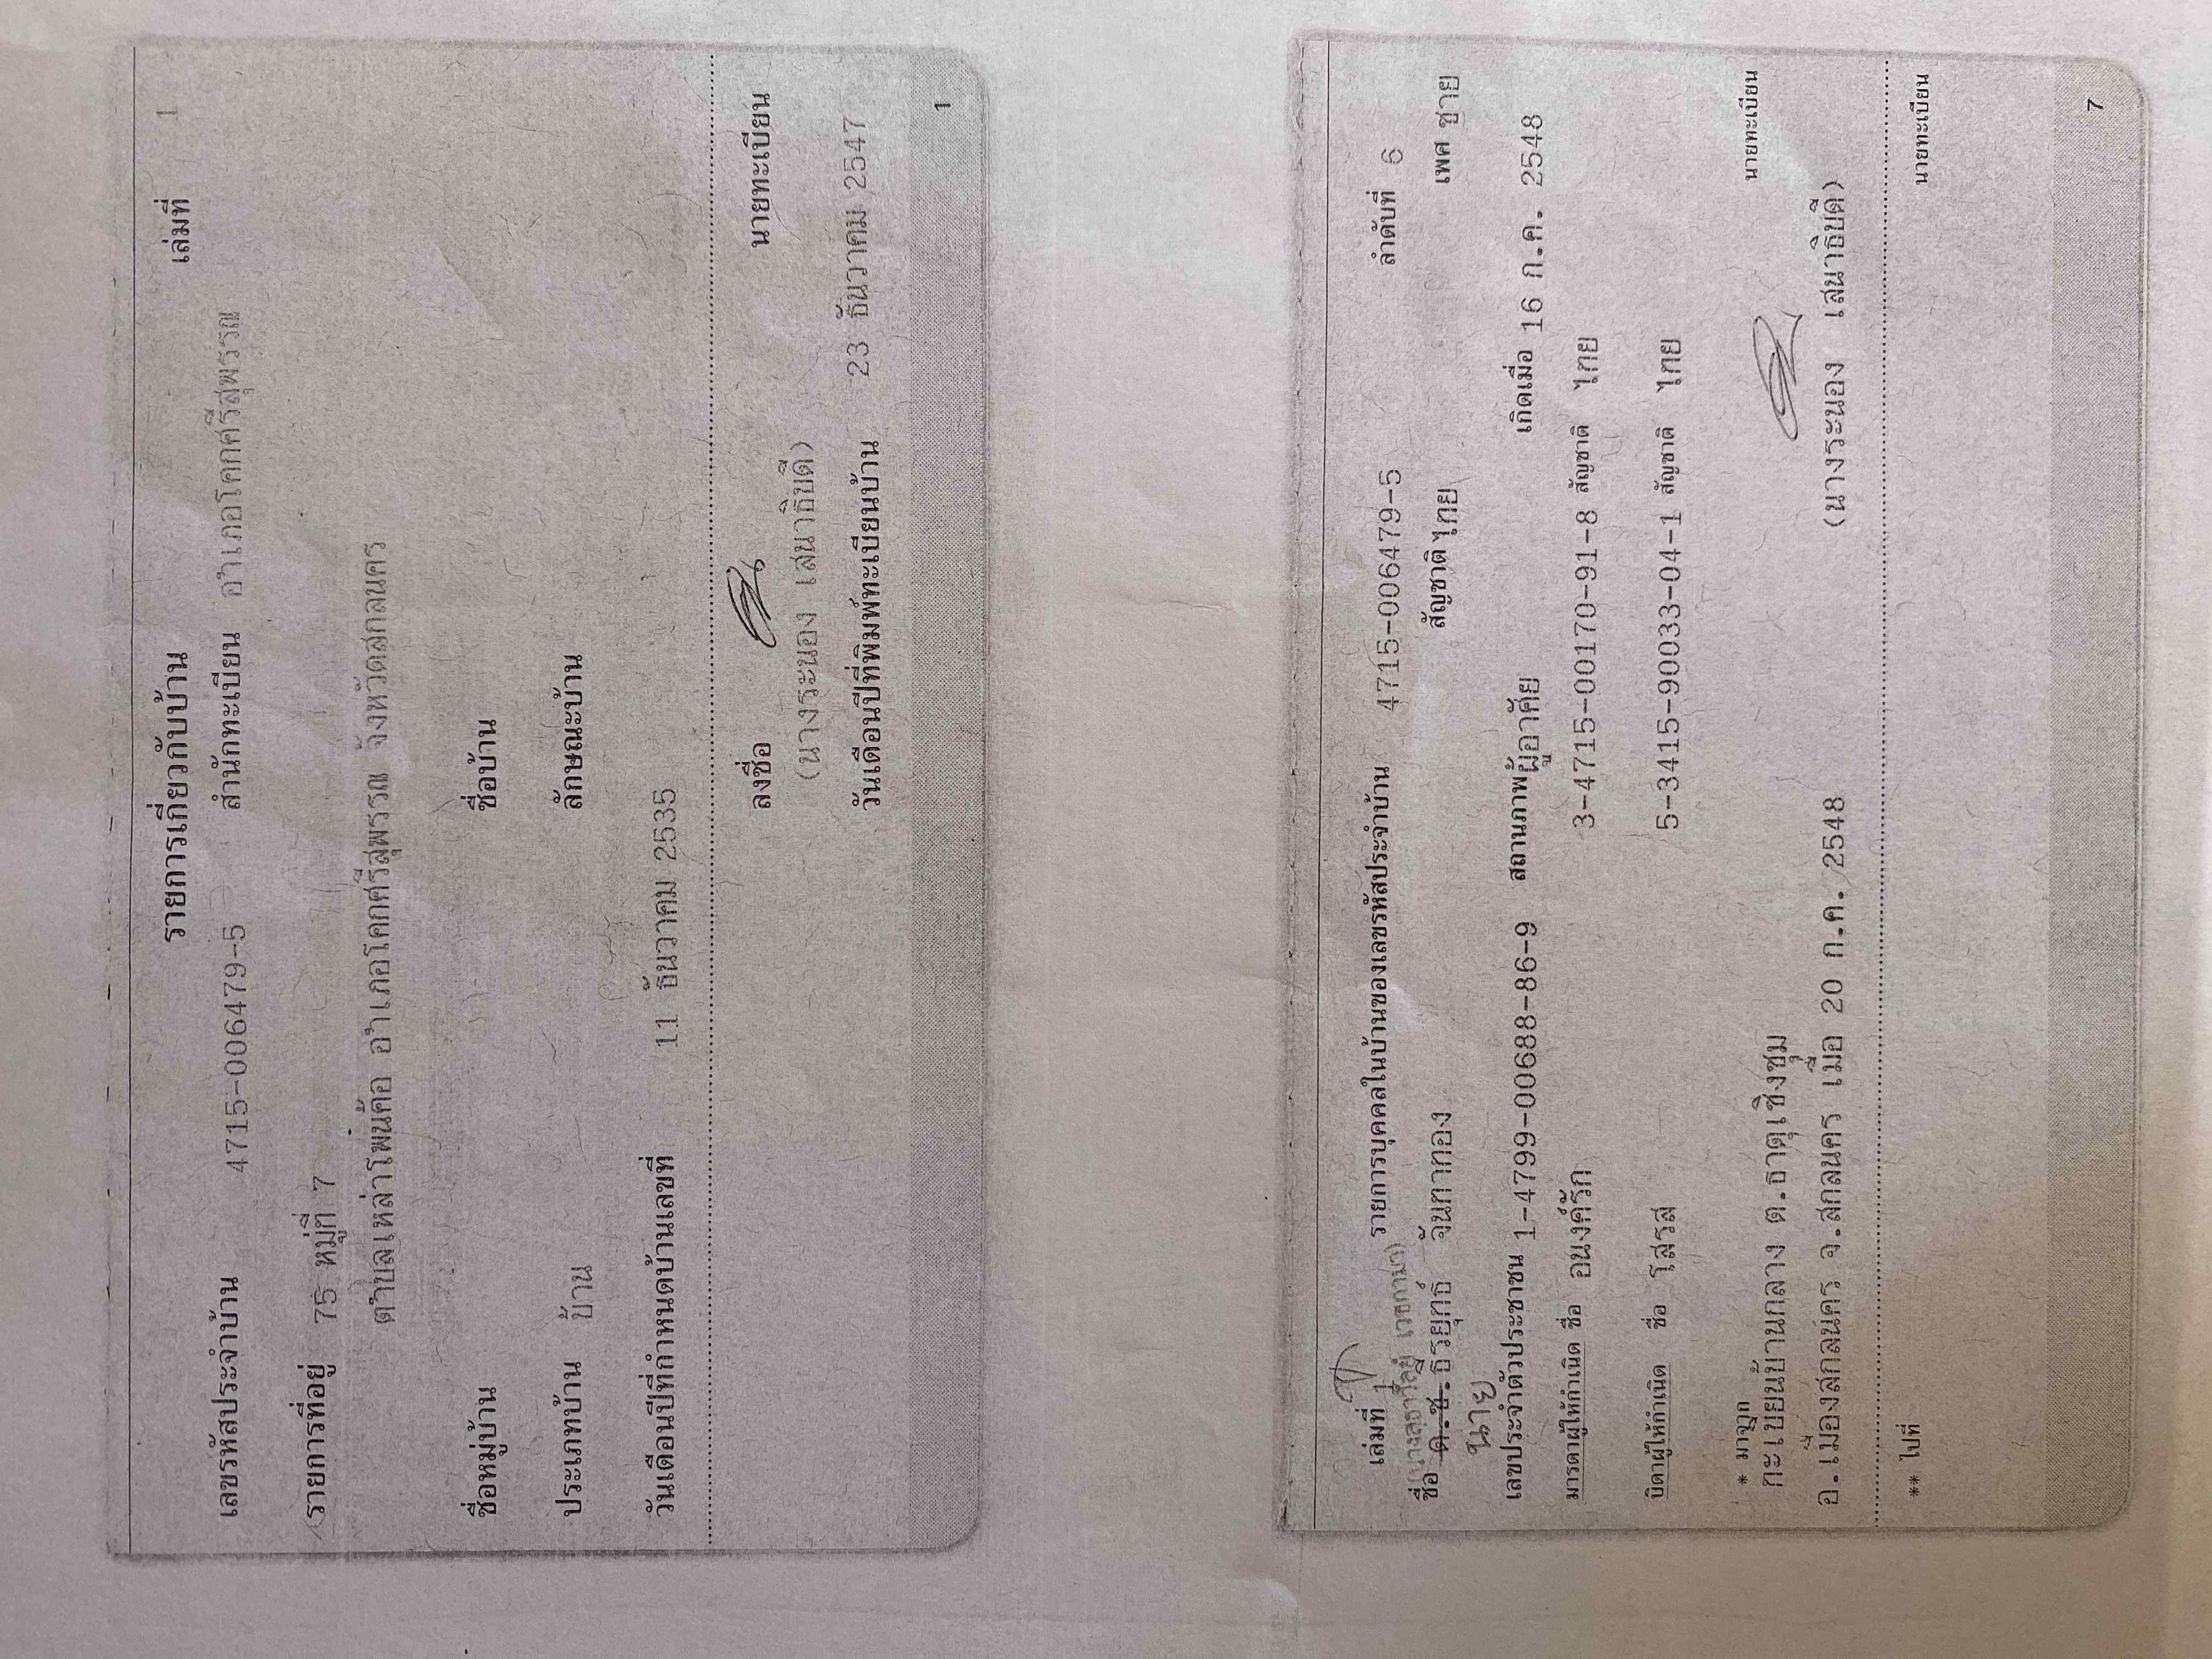 เล่มที่ 1
รายการเกี่ยวกับบ้าน
เลขรหัสประจำบ้าน 4715-006479-5 สำนักทะเบียน อำเภอโคกศรีสุพรรณ
รายการที่อยู่ 75 หมู่ที่ 7
ตำบลเหล่าโพนค้อ อำเภอโคกศรีสุพรรณ จังหวัดสกลนคร
ชื่อหมู่บ้าน ชื่อบ้าน
ประเภทบ้าน บ้าน ลักษณะบ้าน
วันเดือนปีที่กำหนดบ้านเลขที่ 11 ธันวาคม 2535
ลงชื่อ นายทะเบียน
(นางระนอง เสนาธิบดี)
วันเดือนปีที่พิมพ์ทะเบียนบ้าน 23 ธันวาคม 2547
1
เล่มที่ 1 รายการบุคคลในบ้านของเลขรหัสประจำบ้าน 4715-006479-5 ลำดับที่ 6
ชื่อ ด.ช.ธีรยุทธ์ จันทาทอง สัญชาติ ไทย เพศ ชาย
นาย
เลขประจำตัวประชาชน 1-4799-00688-86-9 สถานภาพ ผู้อาศัย เกิดเมื่อ 16 ก.ค. 2548
มารดาผู้ให้กำเนิด ชื่อ อนงค์รัก 3-4715-00170-91-8 สัญชาติ ไทย
บิดาผู้ให้กำเนิด ชื่อ โสรส 5-3415-90033-04-1 สัญชาติ ไทย
* มาจาก
ทะเบียนบ้านกลาง ต.ธาตุเชิงชุม นายทะเบียน
อ.เมืองสกลนคร จ.สกลนคร เมื่อ 20 ก.ค. 2548 (นางระนอง เสนาธิบดี)
** ไปที่ นายทะเบียน
7